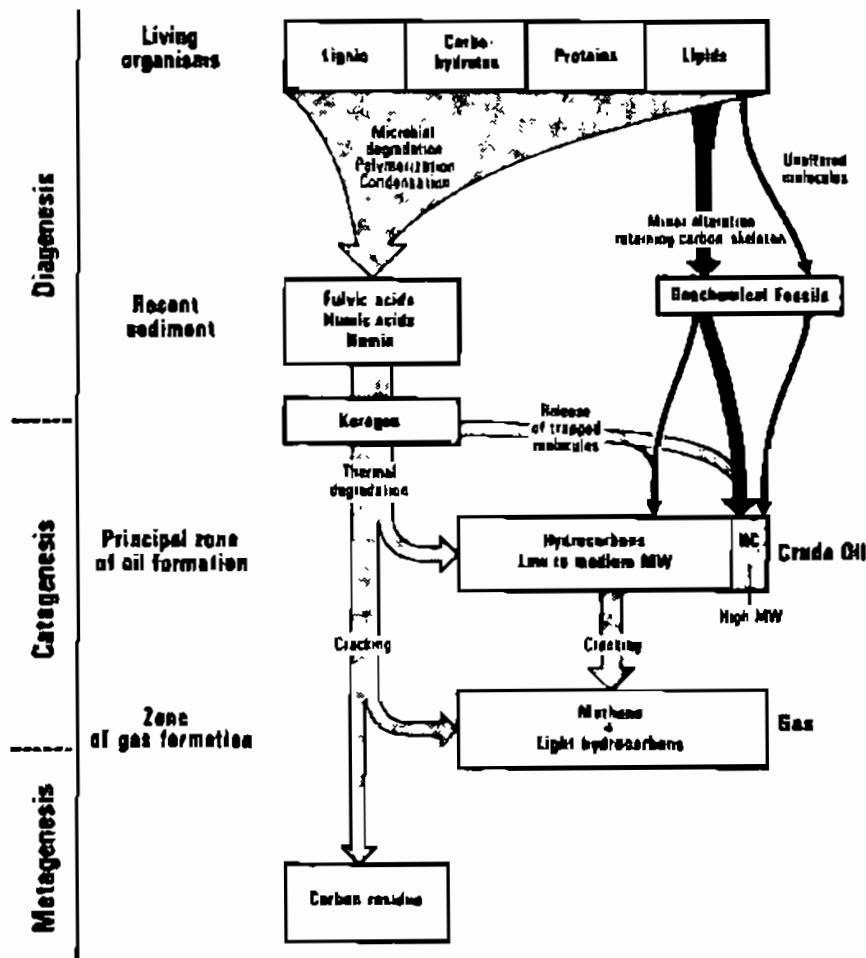 Living
organisms
Lignin
Carbo-
hydrates
Proteins
Lipids
Microbial
degradation
Polymerization
Condensation
Unaltered
molecules
Minor alteration
retaining carbon skeleton
Diagenesis
Recent
sediment
Fulvic acids
Humic acids
Humin
Geochemical Fossils
Kerogen
Release
of trapped
molecules
Thermal
degradation
Catagenesis
Principal zone
of oil formation
Hydrocarbons
Low to medium MW
HC
Crude Oil
High MW
Cracking
Cracking
Zone
of gas formation
Methane
+
Light hydrocarbons
Gas
Metagenesis
Carbon residue